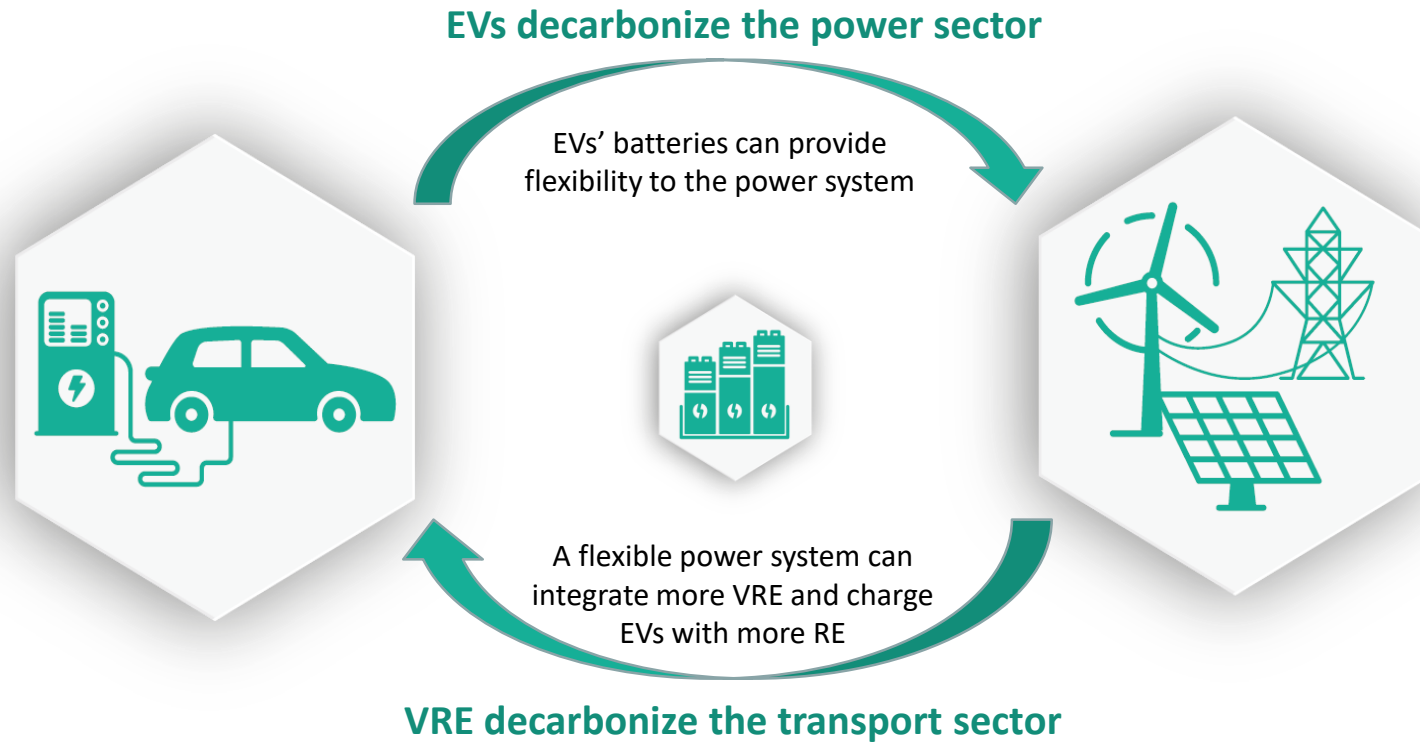 EVs decarbonize the power sector
EVs’ batteries can provide
flexibility to the power system
A flexible power system can
integrate more VRE and charge
EVs with more RE
VRE decarbonize the transport sector